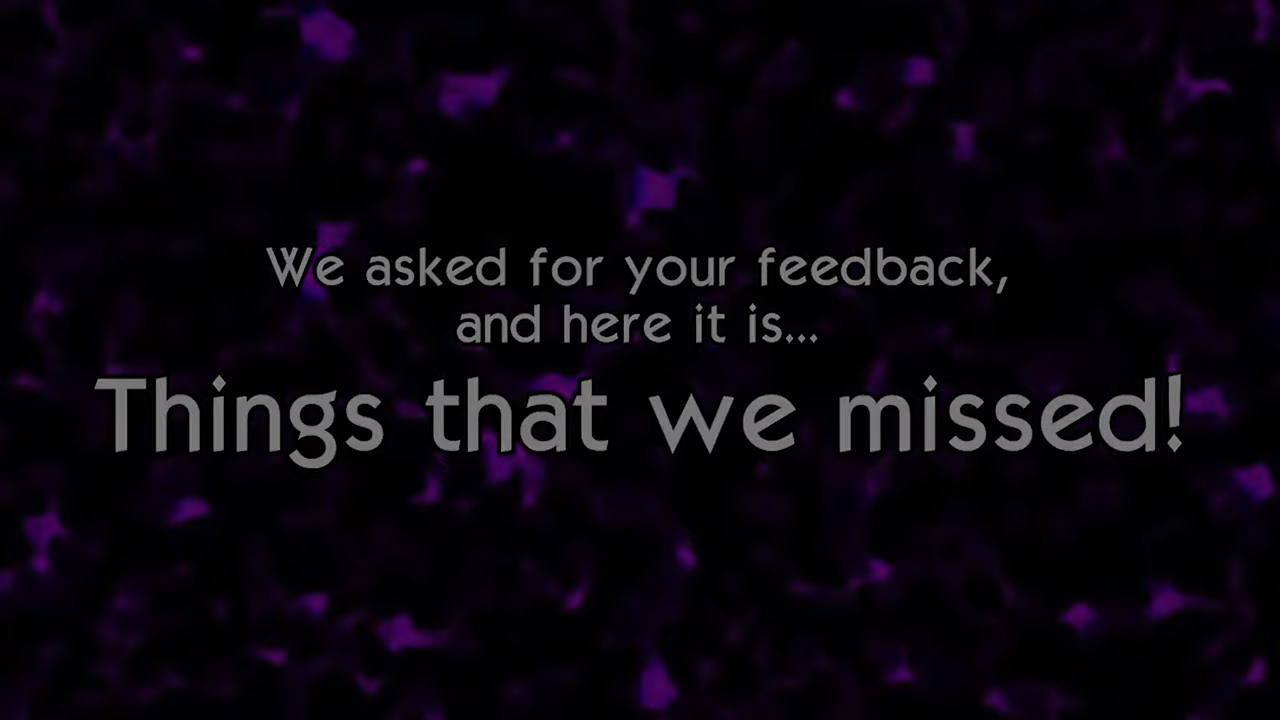 We asked for your feedback,
and here it is...
Things that we missed!